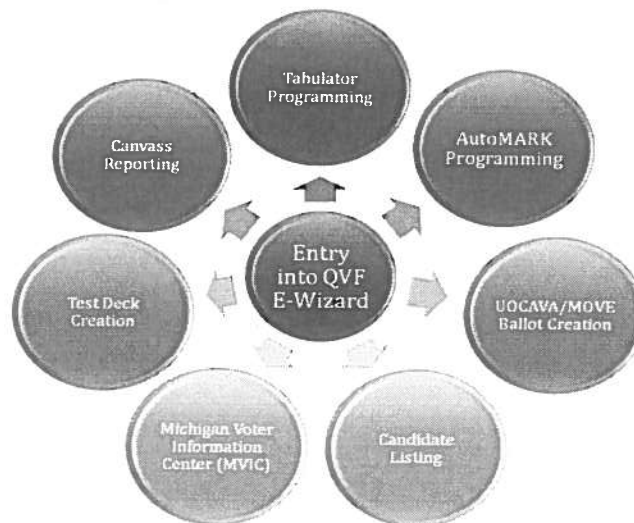 Tabulator
Programming
AutoMARK
Programming
UOCAVA/MOVE
Ballot Creation
Candidate
Listing
Michigan Voter
Information
Center (MVIC)
Test Deck
Creation
Canvass
Reporting
Entry
into QVF
E-Wizard